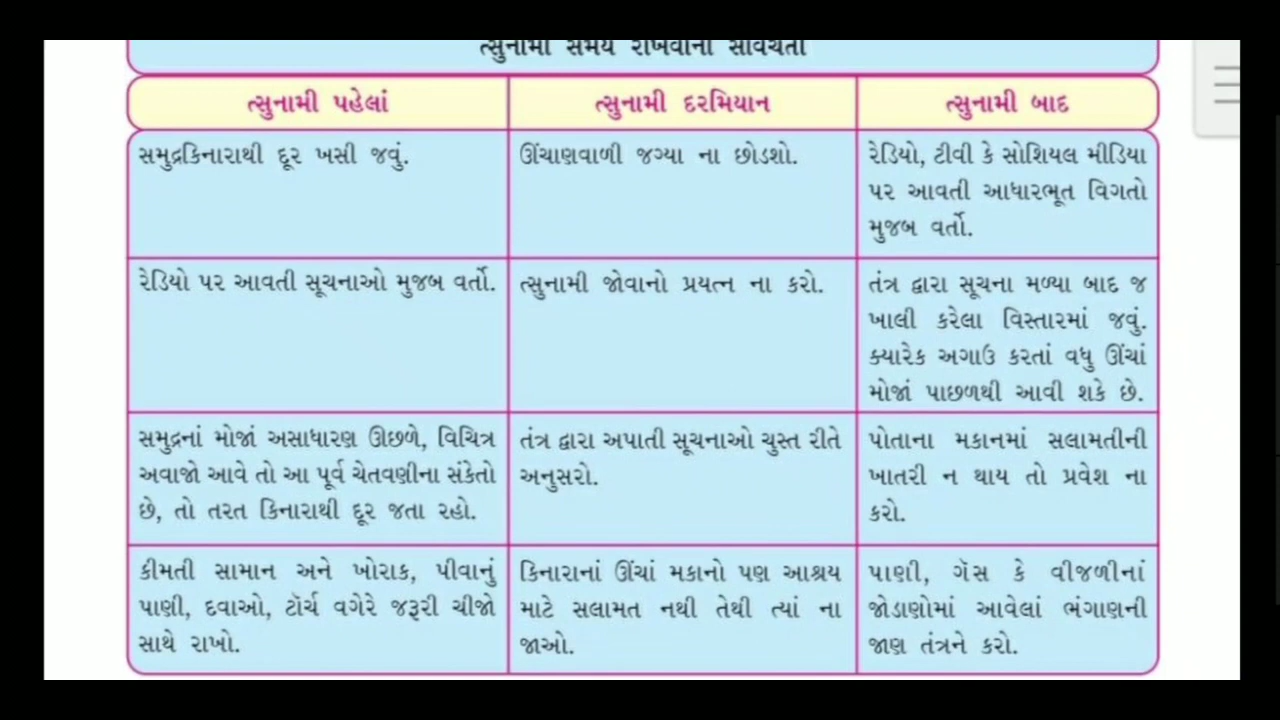 ત્સુનામી સમયે રાખવાની સાવચેતી
ત્સુનામી પહેલાં
ત્સુનામી દરમિયાન
ત્સુનામી બાદ
સમુદ્રકિનારાથી દૂર ખસી જવું.
ઊંચાણવાળી જગ્યા ના છોડશો.
રેડિયો, ટીવી કે સોશિયલ મીડિયા
પર આવતી આધારભૂત વિગતો
મુજબ વર્તો.
રેડિયો પર આવતી સૂચનાઓ મુજબ વર્તો.
ત્સુનામી જોવાનો પ્રયત્ન ના કરો.
તંત્ર દ્વારા સૂચના મળ્યા બાદ જ
ખાલી કરેલા વિસ્તારમાં જવું.
ક્યારેક અગાઉ કરતાં વધુ ઊંચાં
મોજાં પાછળથી આવી શકે છે.
સમુદ્રનાં મોજાં અસાધારણ ઊછળે, વિચિત્ર
અવાજો આવે તો આ પૂર્વ ચેતવણીના સંકેતો
છે, તો તરત કિનારાથી દૂર જતા રહો.
તંત્ર દ્વારા અપાતી સૂચનાઓ ચુસ્ત રીતે
અનુસરો.
પોતાના મકાનમાં સલામતીની
ખાતરી ન થાય તો પ્રવેશ ના
કરો.
કીમતી સામાન અને ખોરાક, પીવાનું
પાણી, દવાઓ, ટૉર્ચ વગેરે જરૂરી ચીજો
સાથે રાખો.
કિનારાનાં ઊંચાં મકાનો પણ આશ્રય
માટે સલામત નથી તેથી ત્યાં ના
જાઓ.
પાણી, ગૅસ કે વીજળીનાં
જોડાણોમાં આવેલાં ભંગાણની
જાણ તંત્રને કરો.